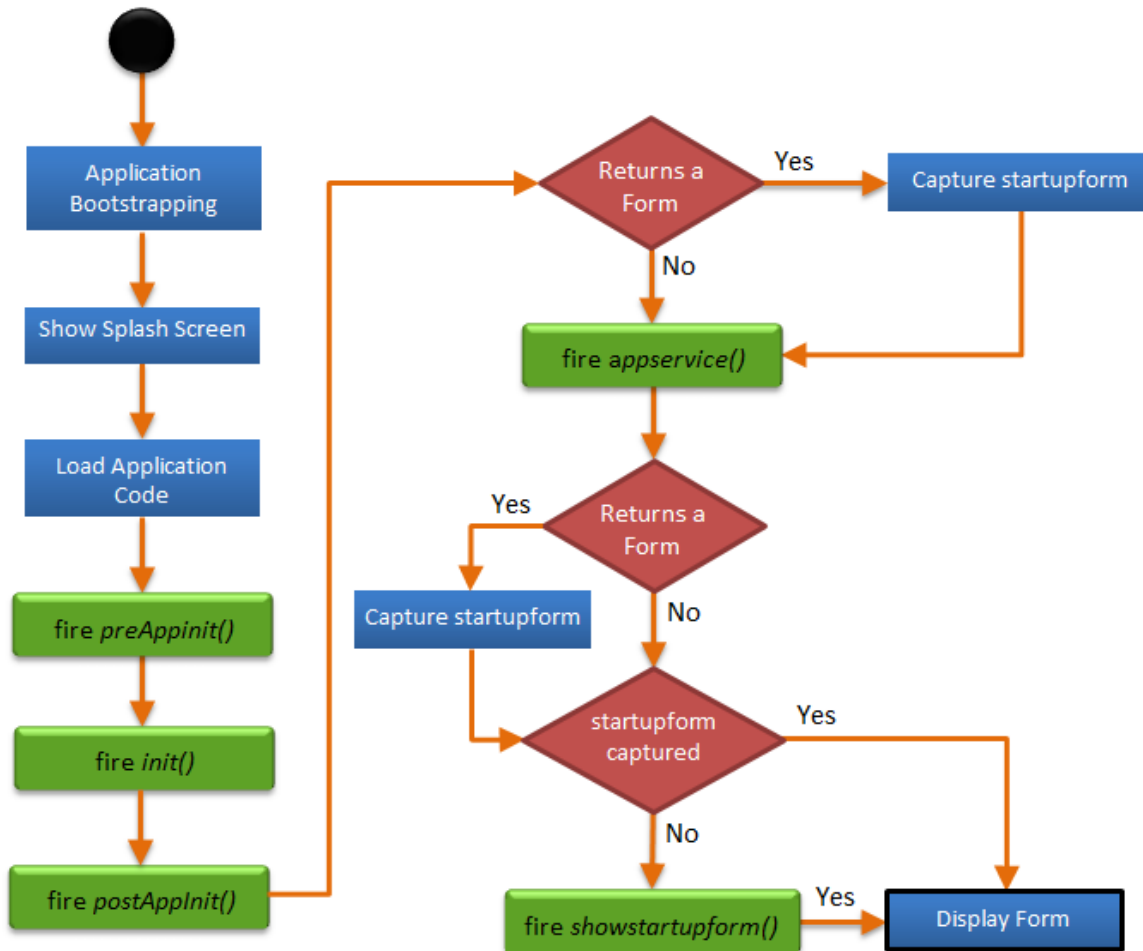 Application
Bootstrapping
Show Splash Screen
Load Application
Code
fire preAppinit()
fire init()
fire postAppInit()
Returns a
Form
Yes
Capture startupform
No
fire appservice()
Returns a
Form
Yes
Capture startupform
No
startupform
captured
Yes
No
fire showstartupform()
Yes
Display Form